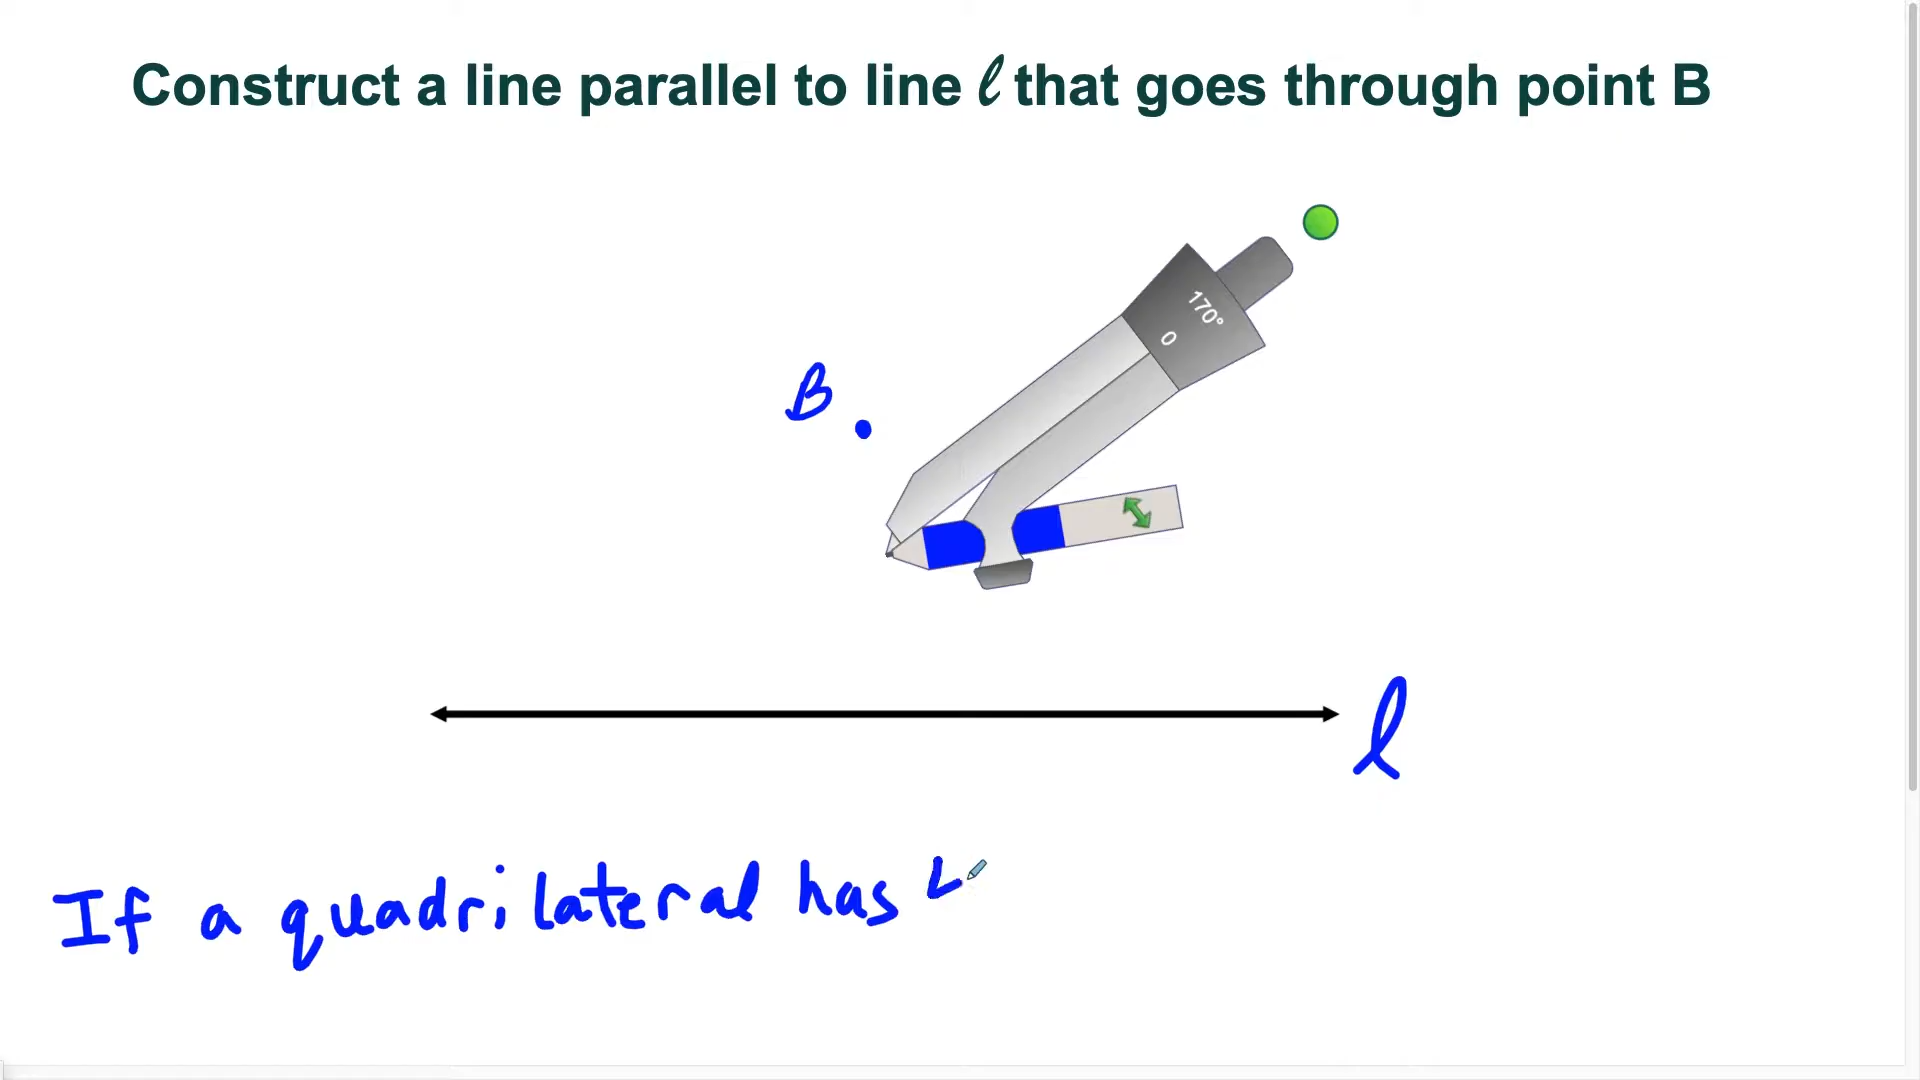 Construct a line parallel to line ℓ that goes through point B
170°
0
B
ℓ
If a quadrilateral has